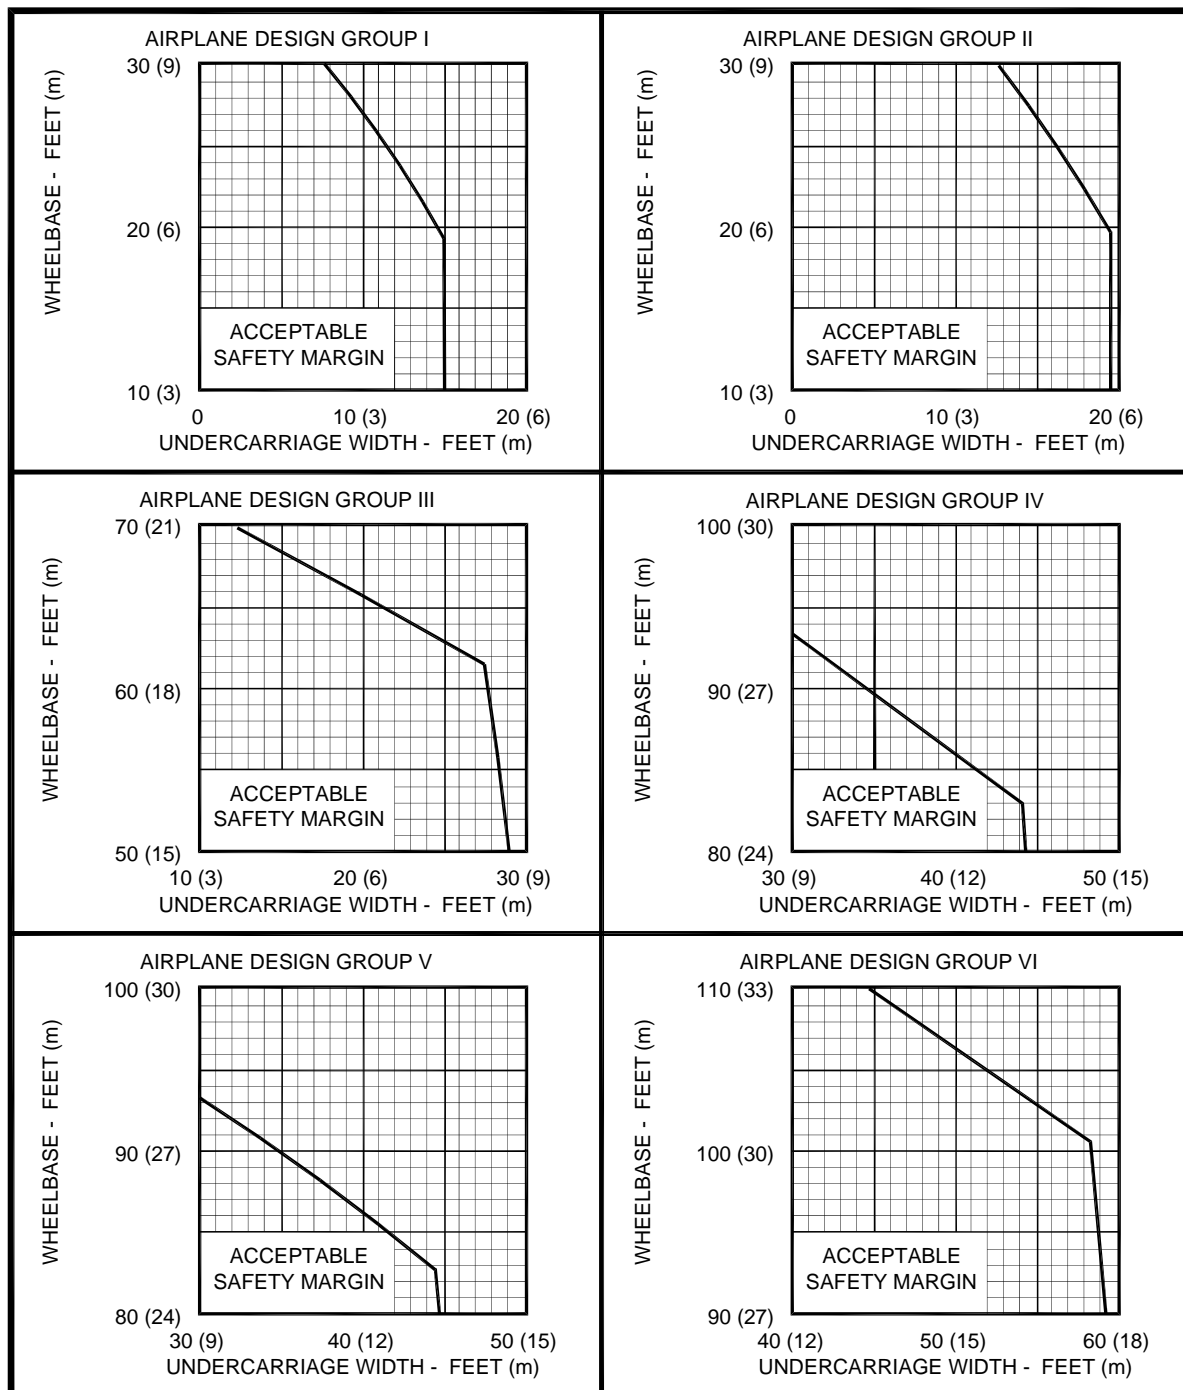 AIRPLANE DESIGN GROUP I
WHEELBASE - FEET (m)
30 (9)
20 (6)
10 (3)
ACCEPTABLE
SAFETY MARGIN
0
10 (3)
20 (6)
UNDERCARRIAGE WIDTH - FEET (m)
AIRPLANE DESIGN GROUP II
WHEELBASE - FEET (m)
30 (9)
20 (6)
10 (3)
ACCEPTABLE
SAFETY MARGIN
0
10 (3)
20 (6)
UNDERCARRIAGE WIDTH - FEET (m)
AIRPLANE DESIGN GROUP III
WHEELBASE - FEET (m)
70 (21)
60 (18)
50 (15)
ACCEPTABLE
SAFETY MARGIN
10 (3)
20 (6)
30 (9)
UNDERCARRIAGE WIDTH - FEET (m)
AIRPLANE DESIGN GROUP IV
WHEELBASE - FEET (m)
100 (30)
90 (27)
80 (24)
ACCEPTABLE
SAFETY MARGIN
30 (9)
40 (12)
50 (15)
UNDERCARRIAGE WIDTH - FEET (m)
AIRPLANE DESIGN GROUP V
WHEELBASE - FEET (m)
100 (30)
90 (27)
80 (24)
ACCEPTABLE
SAFETY MARGIN
30 (9)
40 (12)
50 (15)
UNDERCARRIAGE WIDTH - FEET (m)
AIRPLANE DESIGN GROUP VI
WHEELBASE - FEET (m)
110 (33)
100 (30)
90 (27)
ACCEPTABLE
SAFETY MARGIN
40 (12)
50 (15)
60 (18)
UNDERCARRIAGE WIDTH - FEET (m)